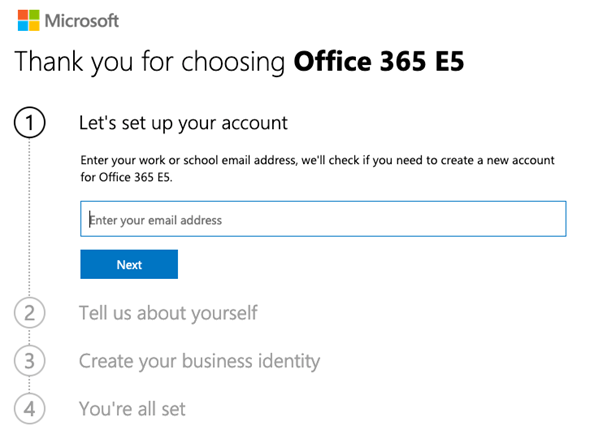 Microsoft
Thank you for choosing Office 365 E5
1 Let's set up your account
Enter your work or school email address, we'll check if you need to create a new account
for Office 365 E5.
Enter your email address
Next
2 Tell us about yourself
3 Create your business identity
4 You're all set